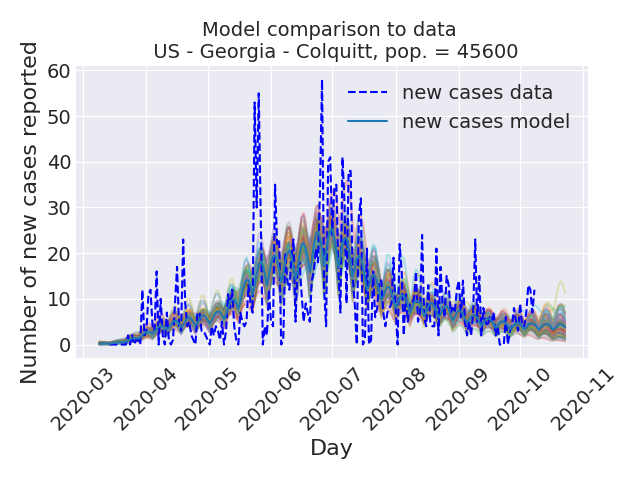 Model comparison to data
US - Georgia - Colquitt, pop. = 45600
Number of new cases reported
60
50
40
30
20
10
0
new cases data
new cases model
2020-03
2020-04
2020-05
2020-06
2020-07
2020-08
2020-09
2020-10
2020-11
Day